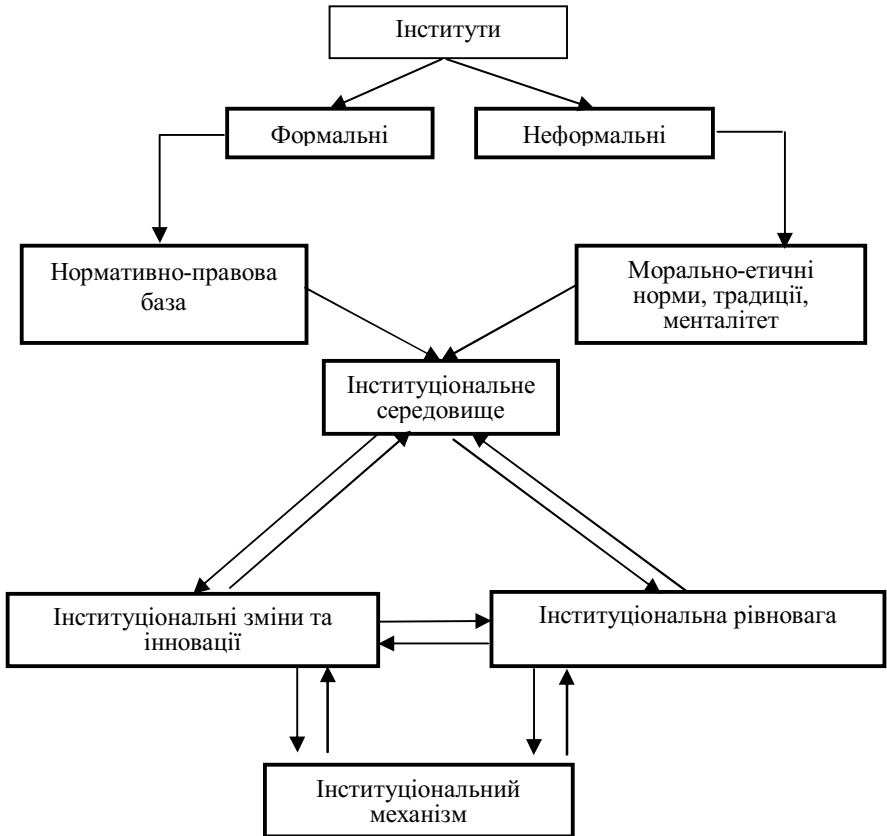 Інститути
Формальні
Неформальні
Нормативно-правова
база
Морально-етичні
норми, традиції,
менталітет
Інституціональне
середовище
Інституціональні зміни та
інновації
Інституціональна рівновага
Інституціональний
механізм